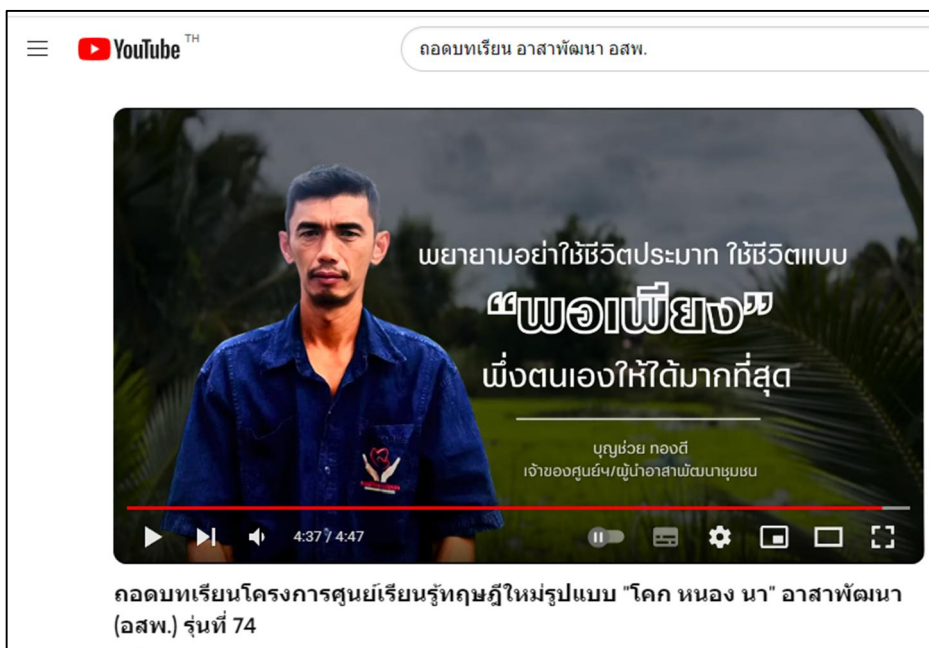 YouTube TH
ถอดบทเรียน อาสาพัฒนา อสพ.
พยายามอย่าใช้ชีวิตประมาท ใช้ชีวิตแบบ
“พอเพียง”
พึ่งตนเองให้ได้มากที่สุด
บุญช่วย ทองดี
เจ้าของศูนย์ฯ/ผู้นำอาสาพัฒนาชุมชน
4:37 / 4:47
ถอดบทเรียนโครงการศูนย์เรียนรู้ทฤษฎีใหม่รูปแบบ "โคก หนอง นา" อาสาพัฒนา
(อสพ.) รุ่นที่ 74